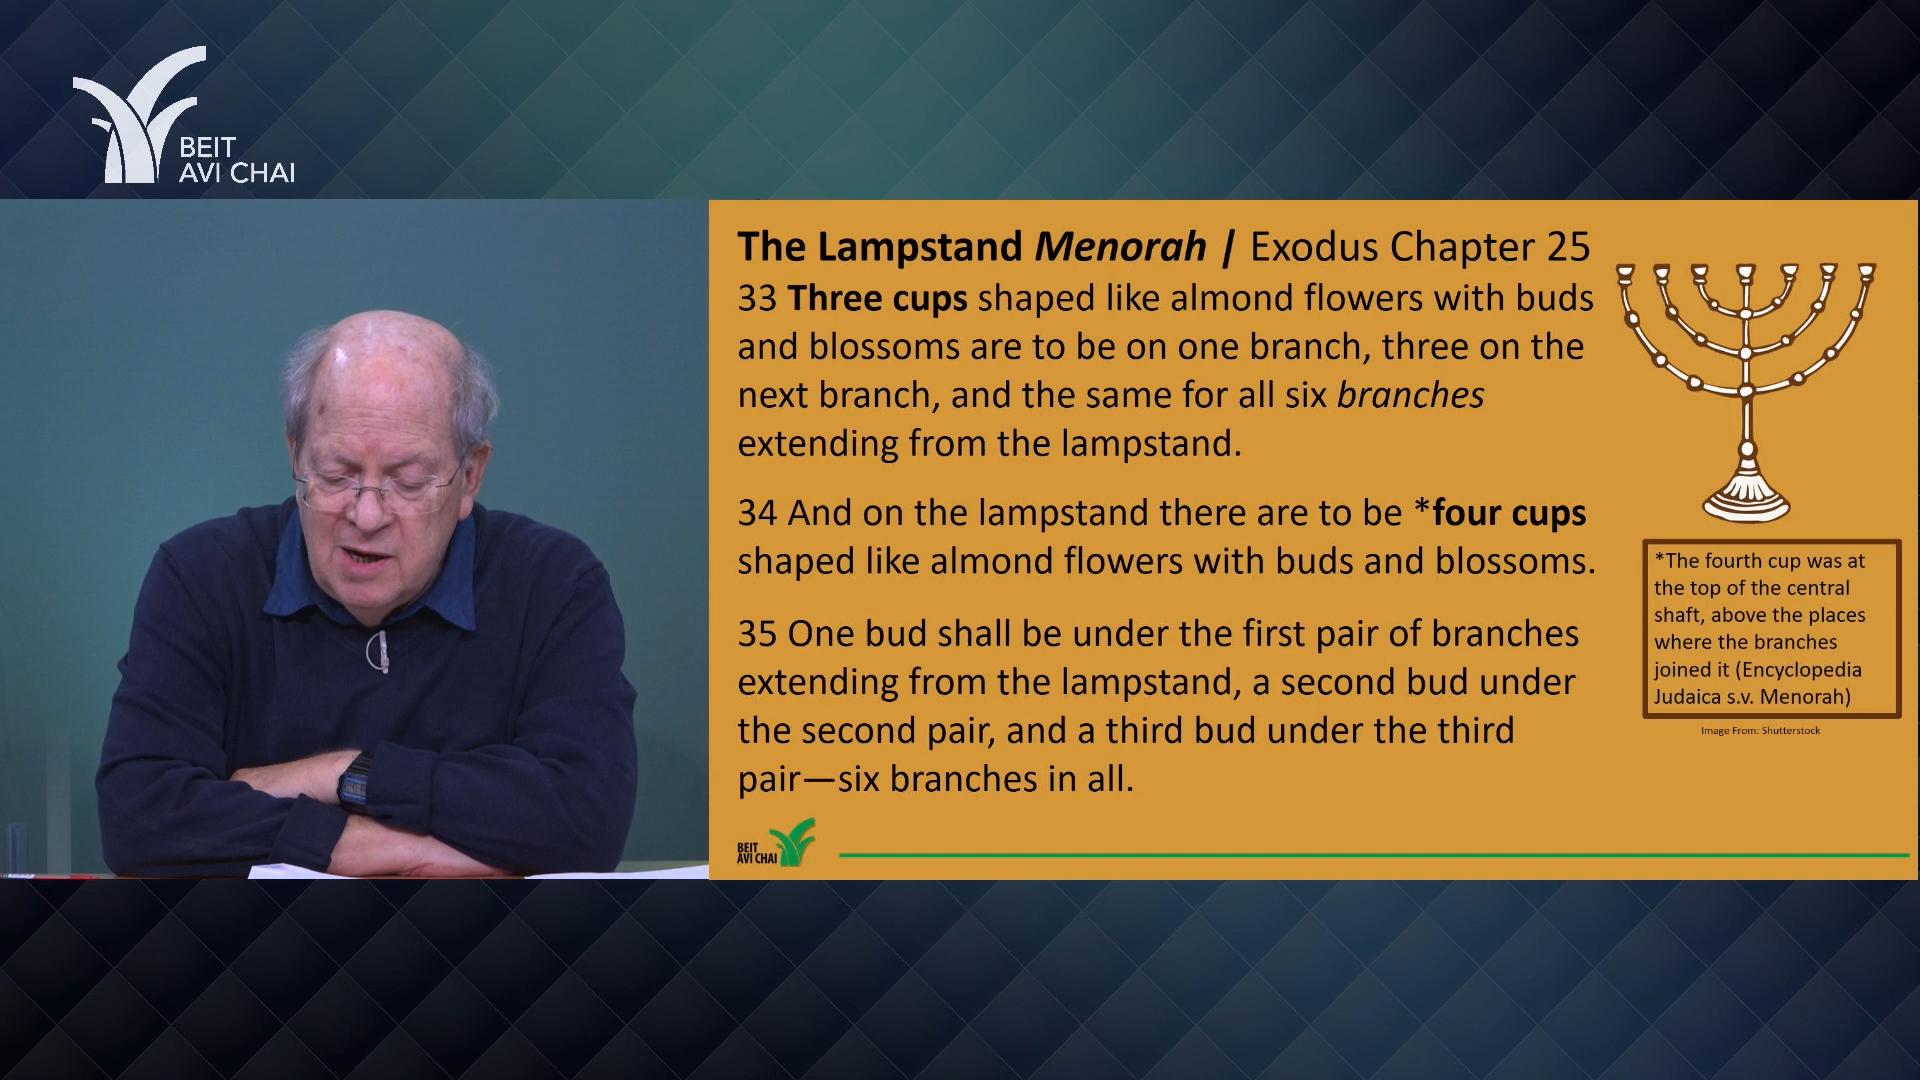 BEIT
AVI CHAI
The Lampstand Menorah | Exodus Chapter 25
33 Three cups shaped like almond flowers with buds
and blossoms are to be on one branch, three on the
next branch, and the same for all six branches
extending from the lampstand.
34 And on the lampstand there are to be *four cups
shaped like almond flowers with buds and blossoms.
35 One bud shall be under the first pair of branches
extending from the lampstand, a second bud under
the second pair, and a third bud under the third
pair—six branches in all.
*The fourth cup was at
the top of the central
shaft, above the places
where the branches
joined it (Encyclopedia
Judaica s.v. Menorah)
Image From: Shutterstock
BEIT
AVI CHAI